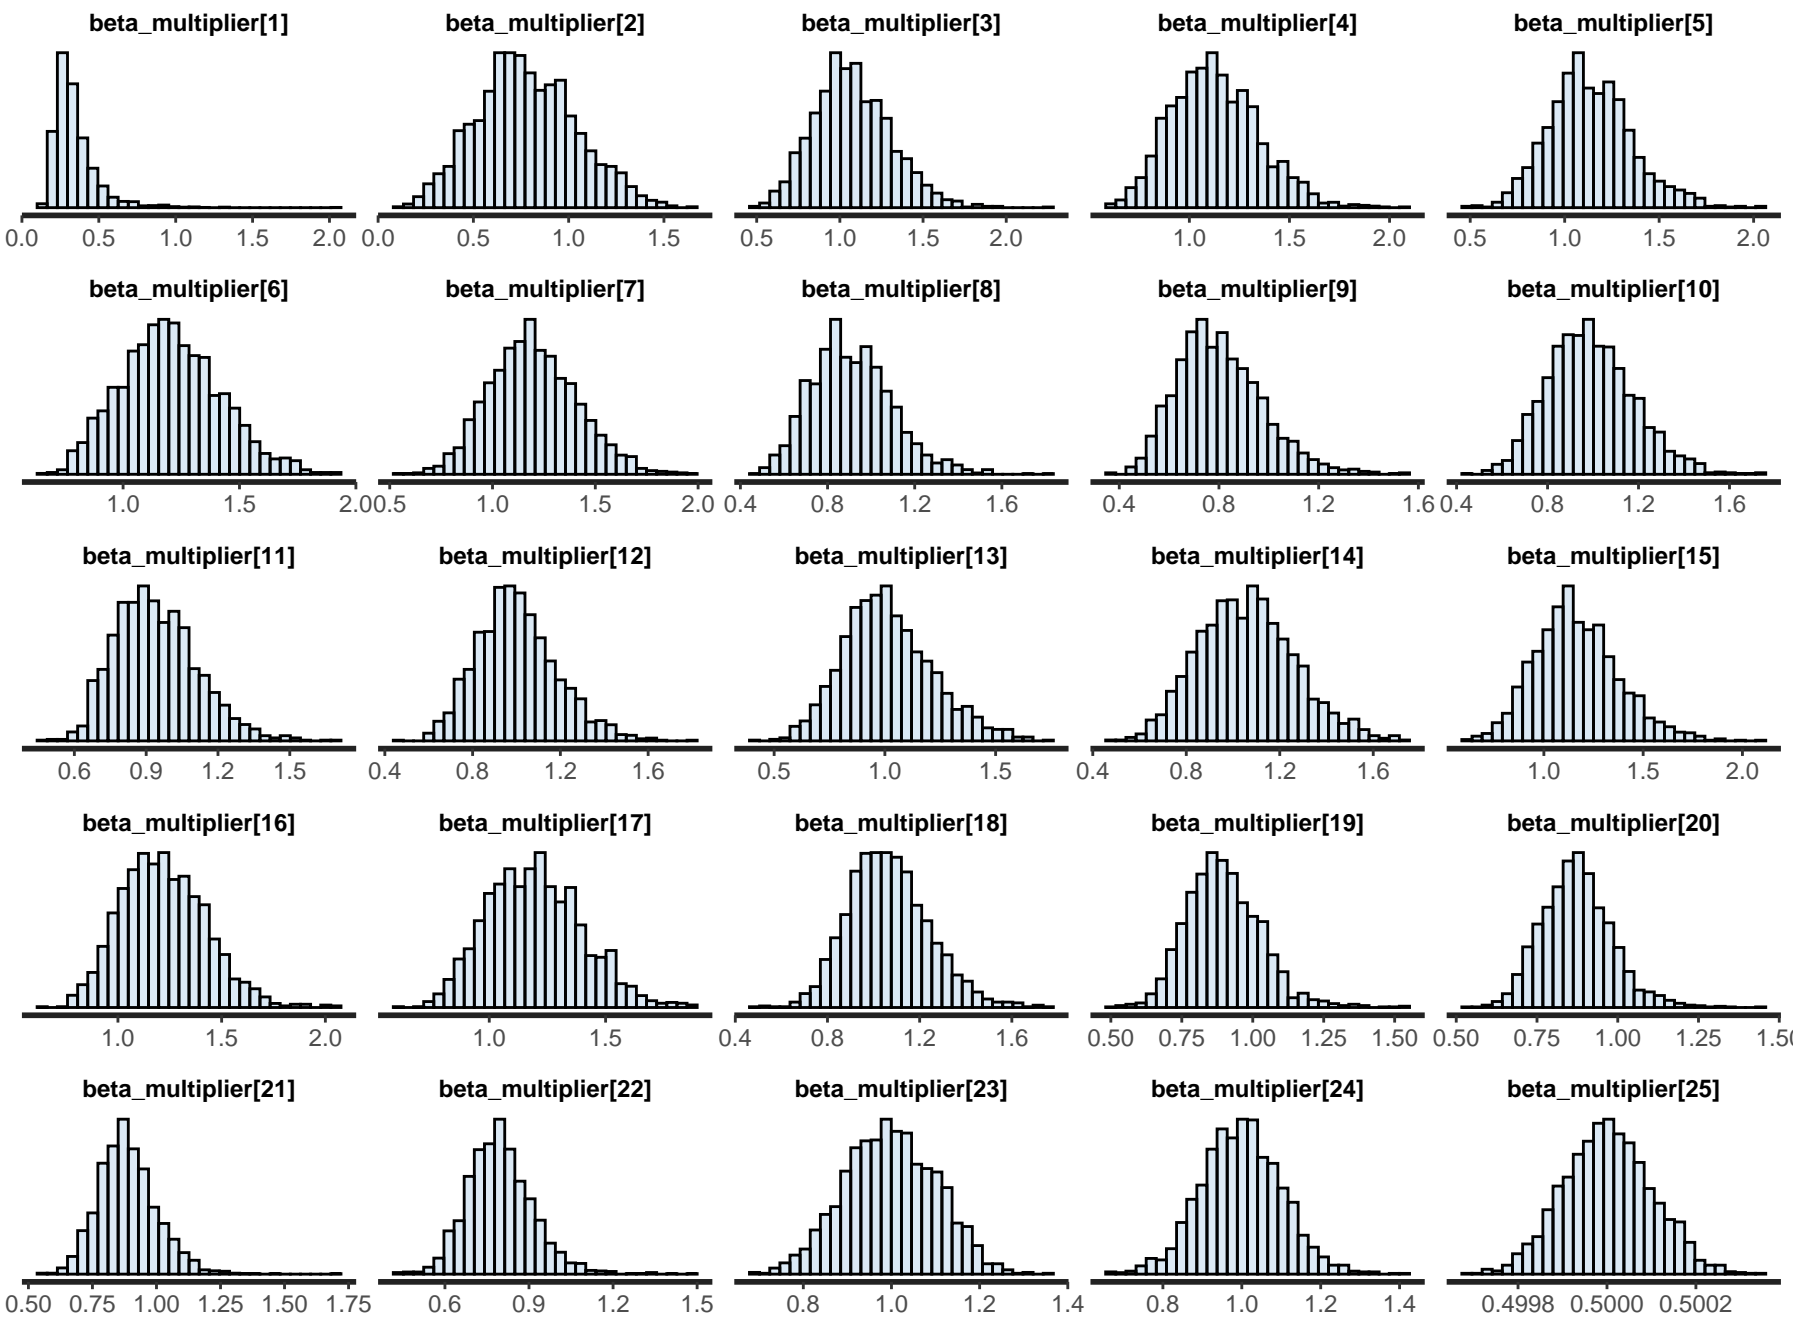 beta_multiplier[1] beta_multiplier[2] beta_multiplier[3] beta_multiplier[4] beta_multiplier[5]
0.0 0.5 1.0 1.5 2.0 0.0 0.5 1.0 1.5 0.5 1.0 1.5 2.0 1.0 1.5 2.0 0.5 1.0 1.5 2.0
beta_multiplier[6] beta_multiplier[7] beta_multiplier[8] beta_multiplier[9] beta_multiplier[10]
1.0 1.5 2.0 0.5 1.0 1.5 2.0 0.4 0.8 1.2 1.6 0.4 0.8 1.2 1.6 0.4 0.8 1.2 1.6
beta_multiplier[11] beta_multiplier[12] beta_multiplier[13] beta_multiplier[14] beta_multiplier[15]
0.6 0.9 1.2 1.5 0.4 0.8 1.2 1.6 0.5 1.0 1.5 0.4 0.8 1.2 1.6 1.0 1.5 2.0
beta_multiplier[16] beta_multiplier[17] beta_multiplier[18] beta_multiplier[19] beta_multiplier[20]
1.0 1.5 2.0 1.0 1.5 0.4 0.8 1.2 1.6 0.50 0.75 1.00 1.25 1.50 0.50 0.75 1.00 1.25 1.50
beta_multiplier[21] beta_multiplier[22] beta_multiplier[23] beta_multiplier[24] beta_multiplier[25]
0.50 0.75 1.00 1.25 1.50 1.75 0.6 0.9 1.2 1.5 0.8 1.0 1.2 1.4 0.8 1.0 1.2 1.4 0.4998 0.5000 0.5002